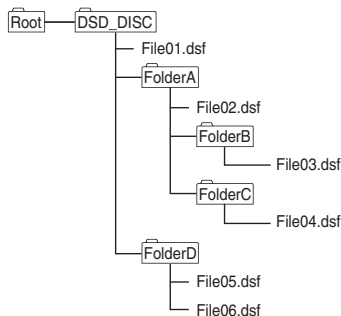 Root DSD_DISC
File01.dsf
FolderA
File02.dsf
FolderB
File03.dsf
FolderC
File04.dsf
FolderD
File05.dsf
File06.dsf